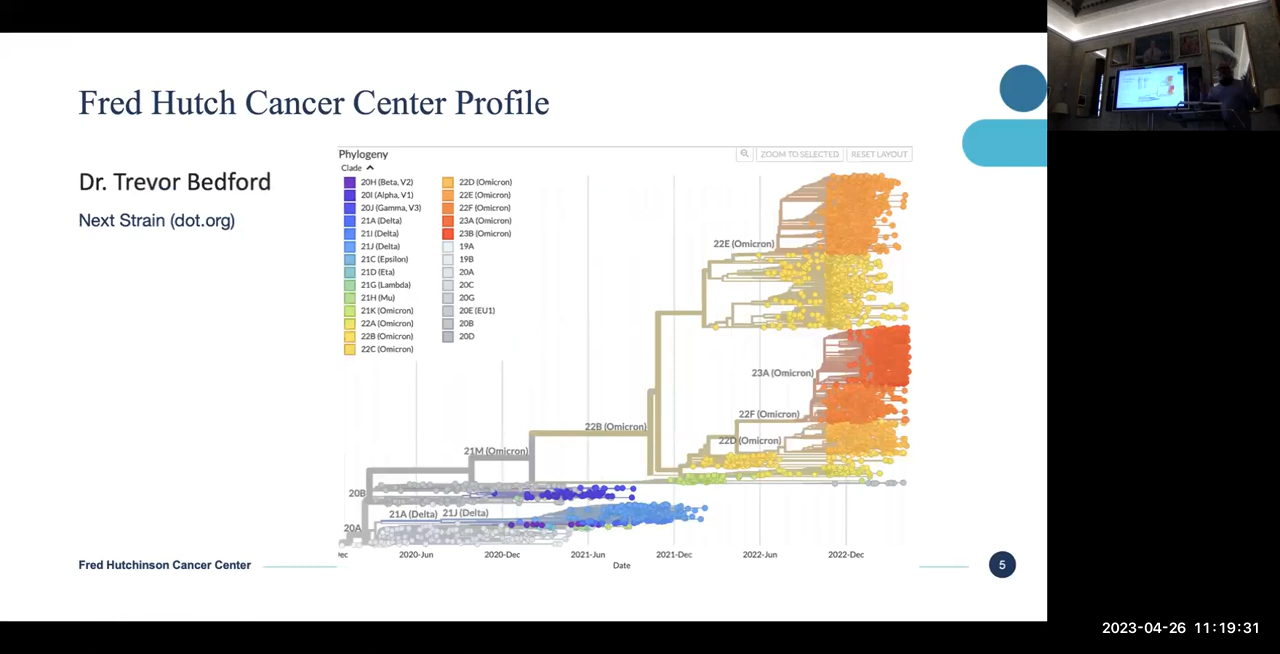 Fred Hutch Cancer Center Profile
Dr. Trevor Bedford
Next Strain (dot.org)
Phylogeny
ZOOM TO SELECTED
RESET LAYOUT
Clade
20H (Beta, V2)
20I (Alpha, V1)
20J (Gamma, V3)
21A (Delta)
21I (Delta)
21J (Delta)
21C (Epsilon)
21D (Eta)
21G (Lambda)
21H (Mu)
21K (Omicron)
22A (Omicron)
22B (Omicron)
22C (Omicron)
22D (Omicron)
22E (Omicron)
22F (Omicron)
23A (Omicron)
23B (Omicron)
19A
19B
20A
20C
20G
20E (EU1)
20B
20D
22E (Omicron)
23A (Omicron)
22F (Omicron)
22B (Omicron)
22D (Omicron)
21M (Omicron)
20B
21A (Delta)
21J (Delta)
20A
2020-Jun
2020-Dec
2021-Jun
2021-Dec
2022-Jun
2022-Dec
Date
Fred Hutchinson Cancer Center
5
2023-04-26 11:19:31